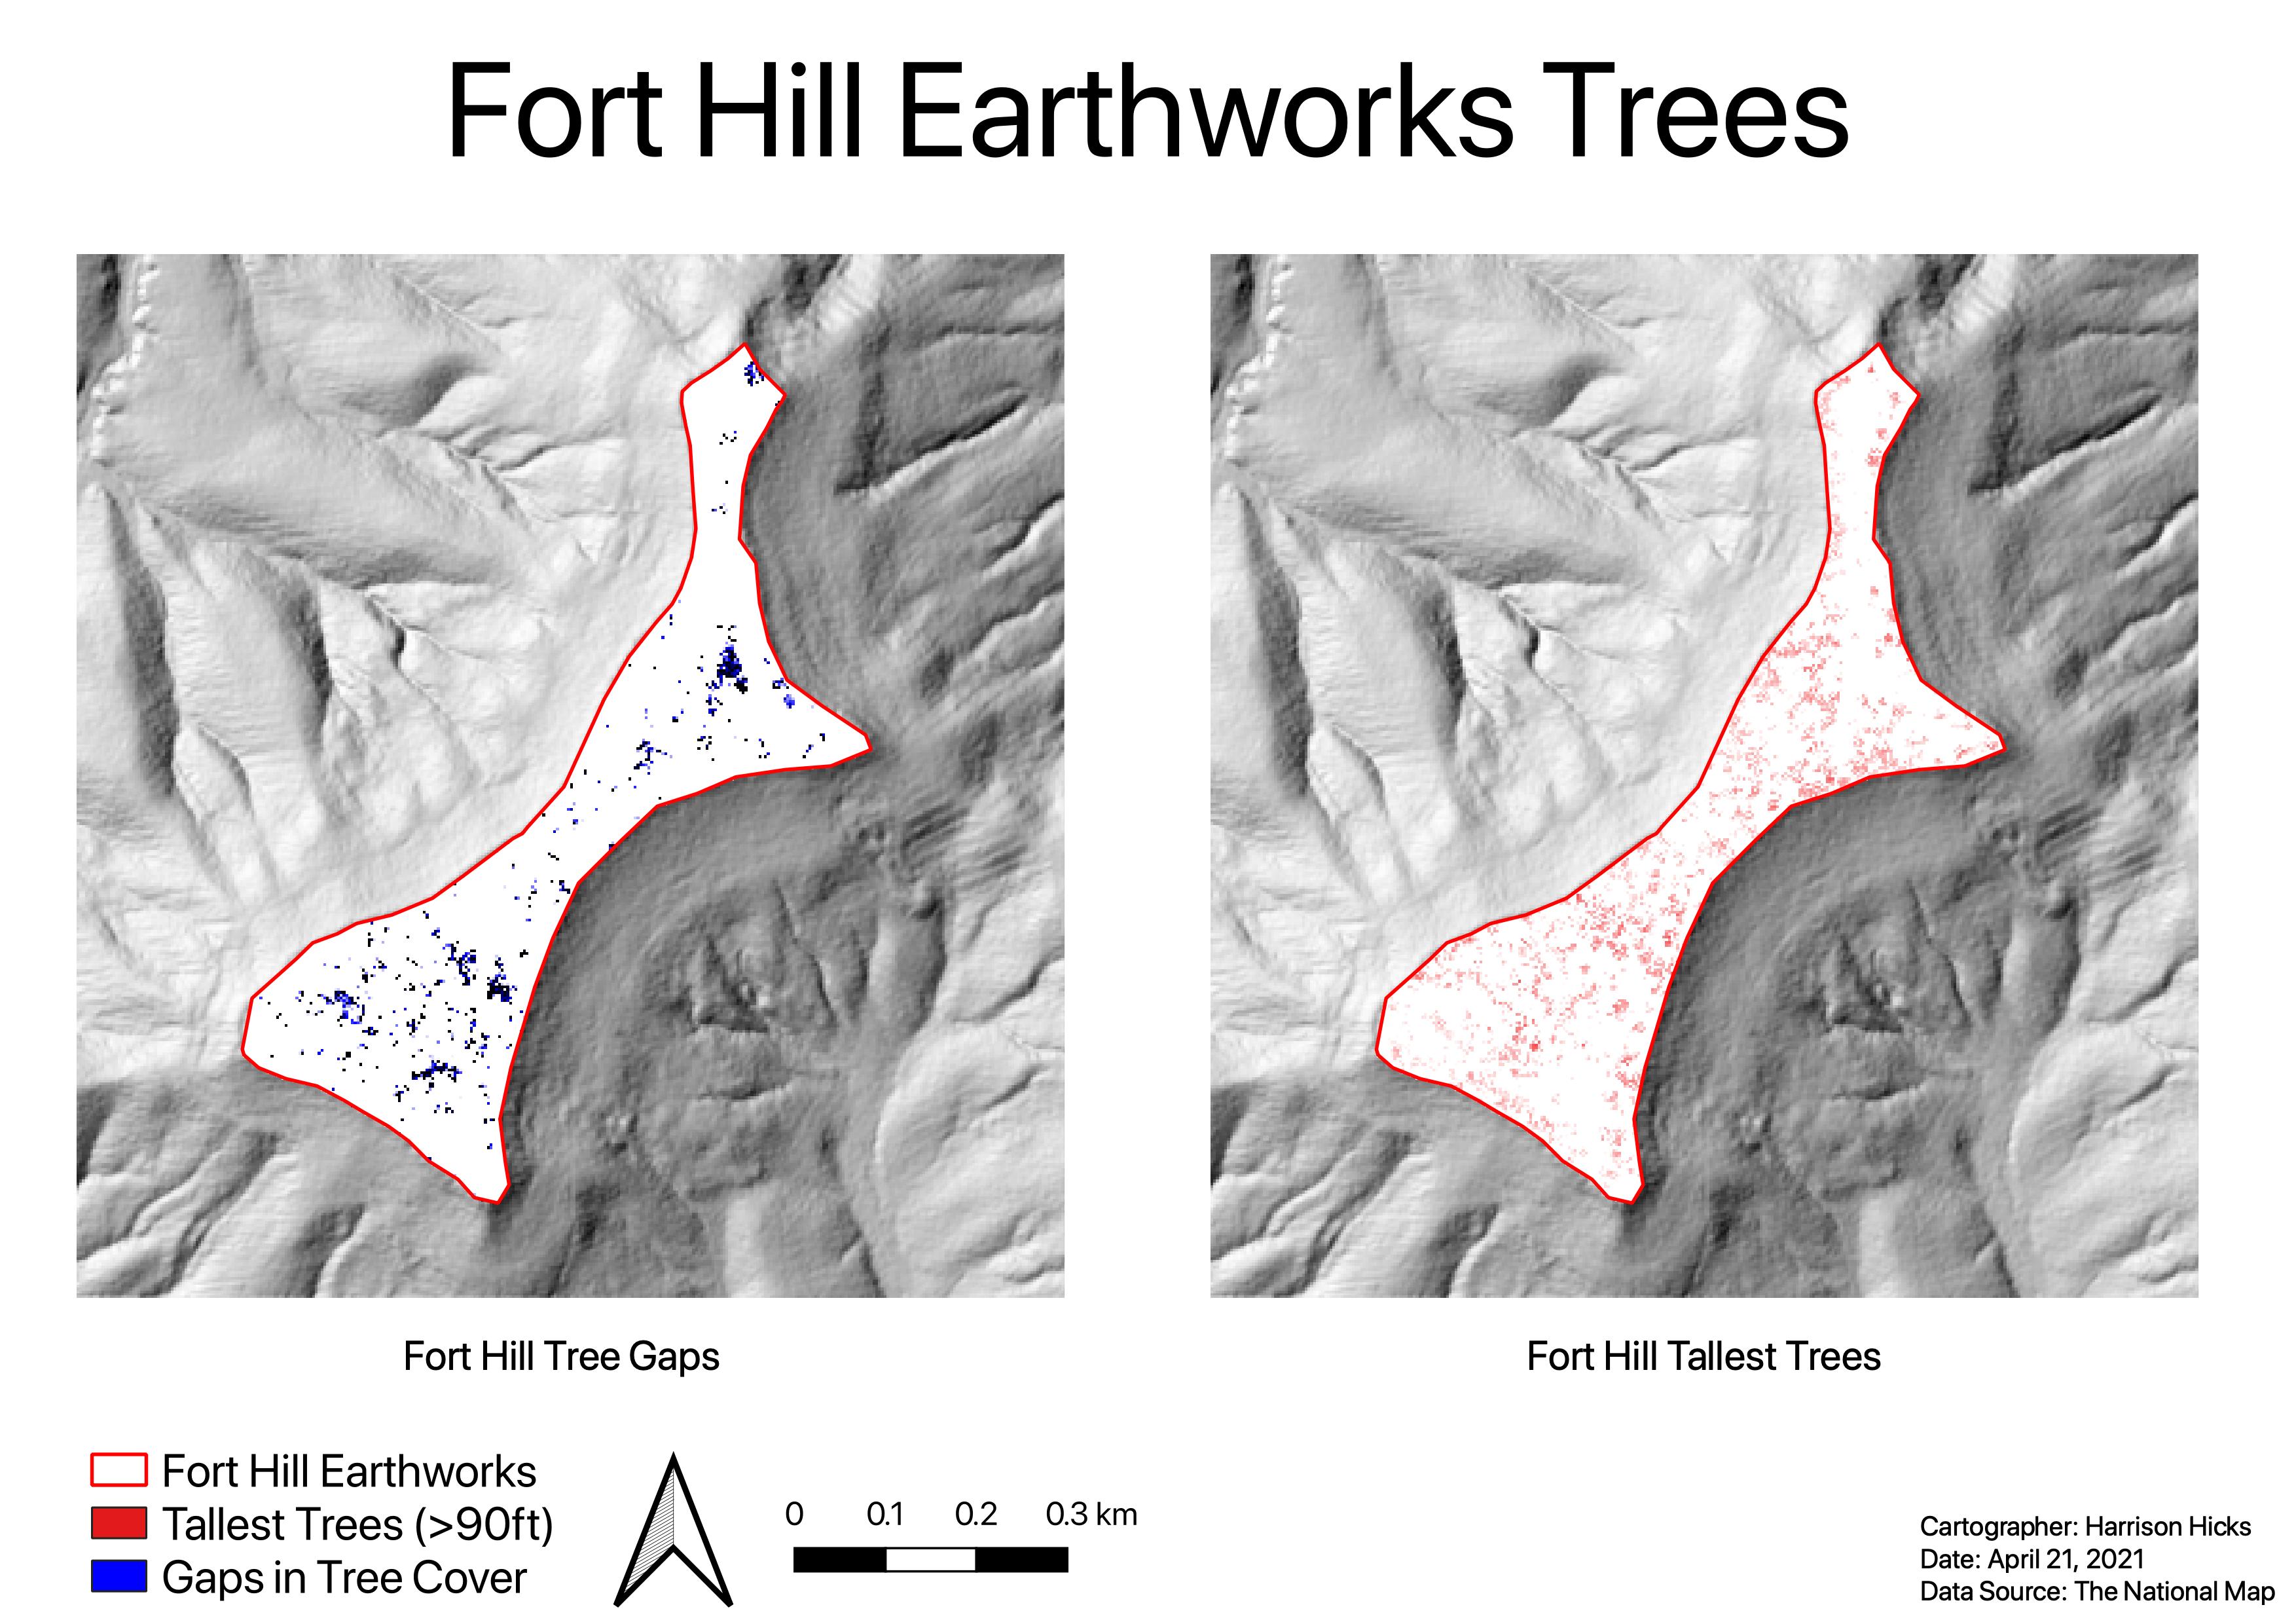 Fort Hill Earthworks Trees
Fort Hill Tree Gaps
Fort Hill Tallest Trees
Fort Hill Earthworks
Tallest Trees (>90ft)
Gaps in Tree Cover
0 0.1 0.2 0.3 km
Cartographer: Harrison Hicks
Date: April 21, 2021
Data Source: The National Map